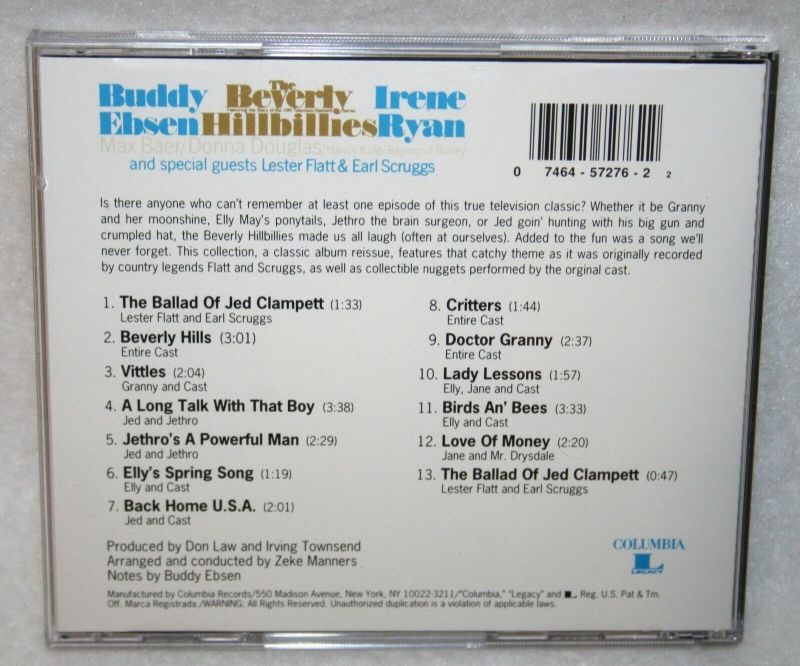 Buddy The Beverly Irene
Ebsen Hillbillies Ryan
Max Baer/Donna Douglas/Nancy Kulp/Raymond Bailey
and special guests Lester Flatt & Earl Scruggs
0 7464 - 57276 - 2 2
Is there anyone who can't remember at least one episode of this true television classic? Whether it be Granny
and her moonshine, Elly May's ponytails, Jethro the brain surgeon, or Jed goin' hunting with his big gun and
crumpled hat, the Beverly Hillbillies made us all laugh (often at ourselves). Added to the fun was a song we'll
never forget. This collection, a classic album reissue, features that catchy theme as it was originally recorded
by country legends Flatt and Scruggs, as well as collectible nuggets performed by the orginal cast.
1. The Ballad Of Jed Clampett (1:33)
Lester Flatt and Earl Scruggs
2. Beverly Hills (3:01)
Entire Cast
3. Vittles (2:04)
Granny and Cast
4. A Long Talk With That Boy (3:38)
Jed and Jethro
5. Jethro's A Powerful Man (2:29)
Jed and Jethro
6. Elly's Spring Song (1:19)
Elly and Cast
7. Back Home U.S.A. (2:01)
Jed and Cast
8. Critters (1:44)
Entire Cast
9. Doctor Granny (2:37)
Entire Cast
10. Lady Lessons (1:57)
Elly, Jane and Cast
11. Birds An' Bees (3:33)
Elly and Cast
12. Love Of Money (2:20)
Jane and Mr. Drysdale
13. The Ballad Of Jed Clampett (0:47)
Lester Flatt and Earl Scruggs
Produced by Don Law and Irving Townsend
Arranged and conducted by Zeke Manners
Notes by Buddy Ebsen
COLUMBIA
L
LEGACY
Manufactured by Columbia Records/550 Madison Avenue, New York, NY 10022-3211/"Columbia," "Legacy" and L, Reg. U.S. Pat & Tm.
Off. Marca Registrada./WARNING: All Rights Reserved. Unauthorized duplication is a violation of applicable laws.